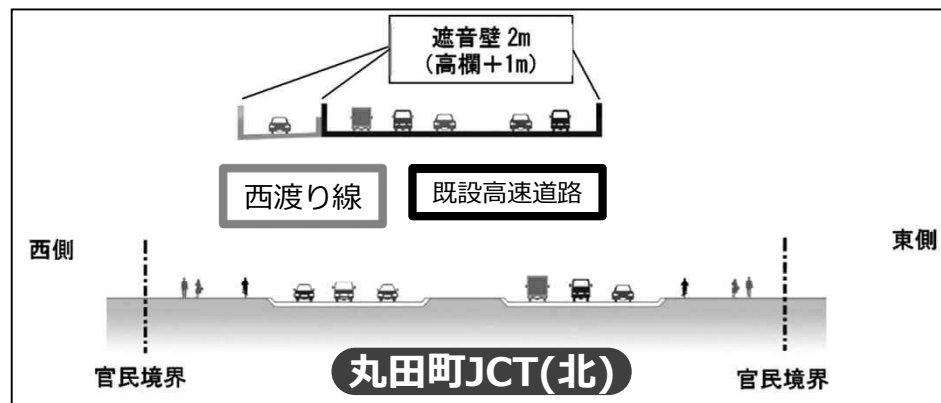 遮音壁 2m
(高欄+1m)
西渡り線
既設高速道路
西側
東側
官民境界
丸田町JCT(北)
官民境界